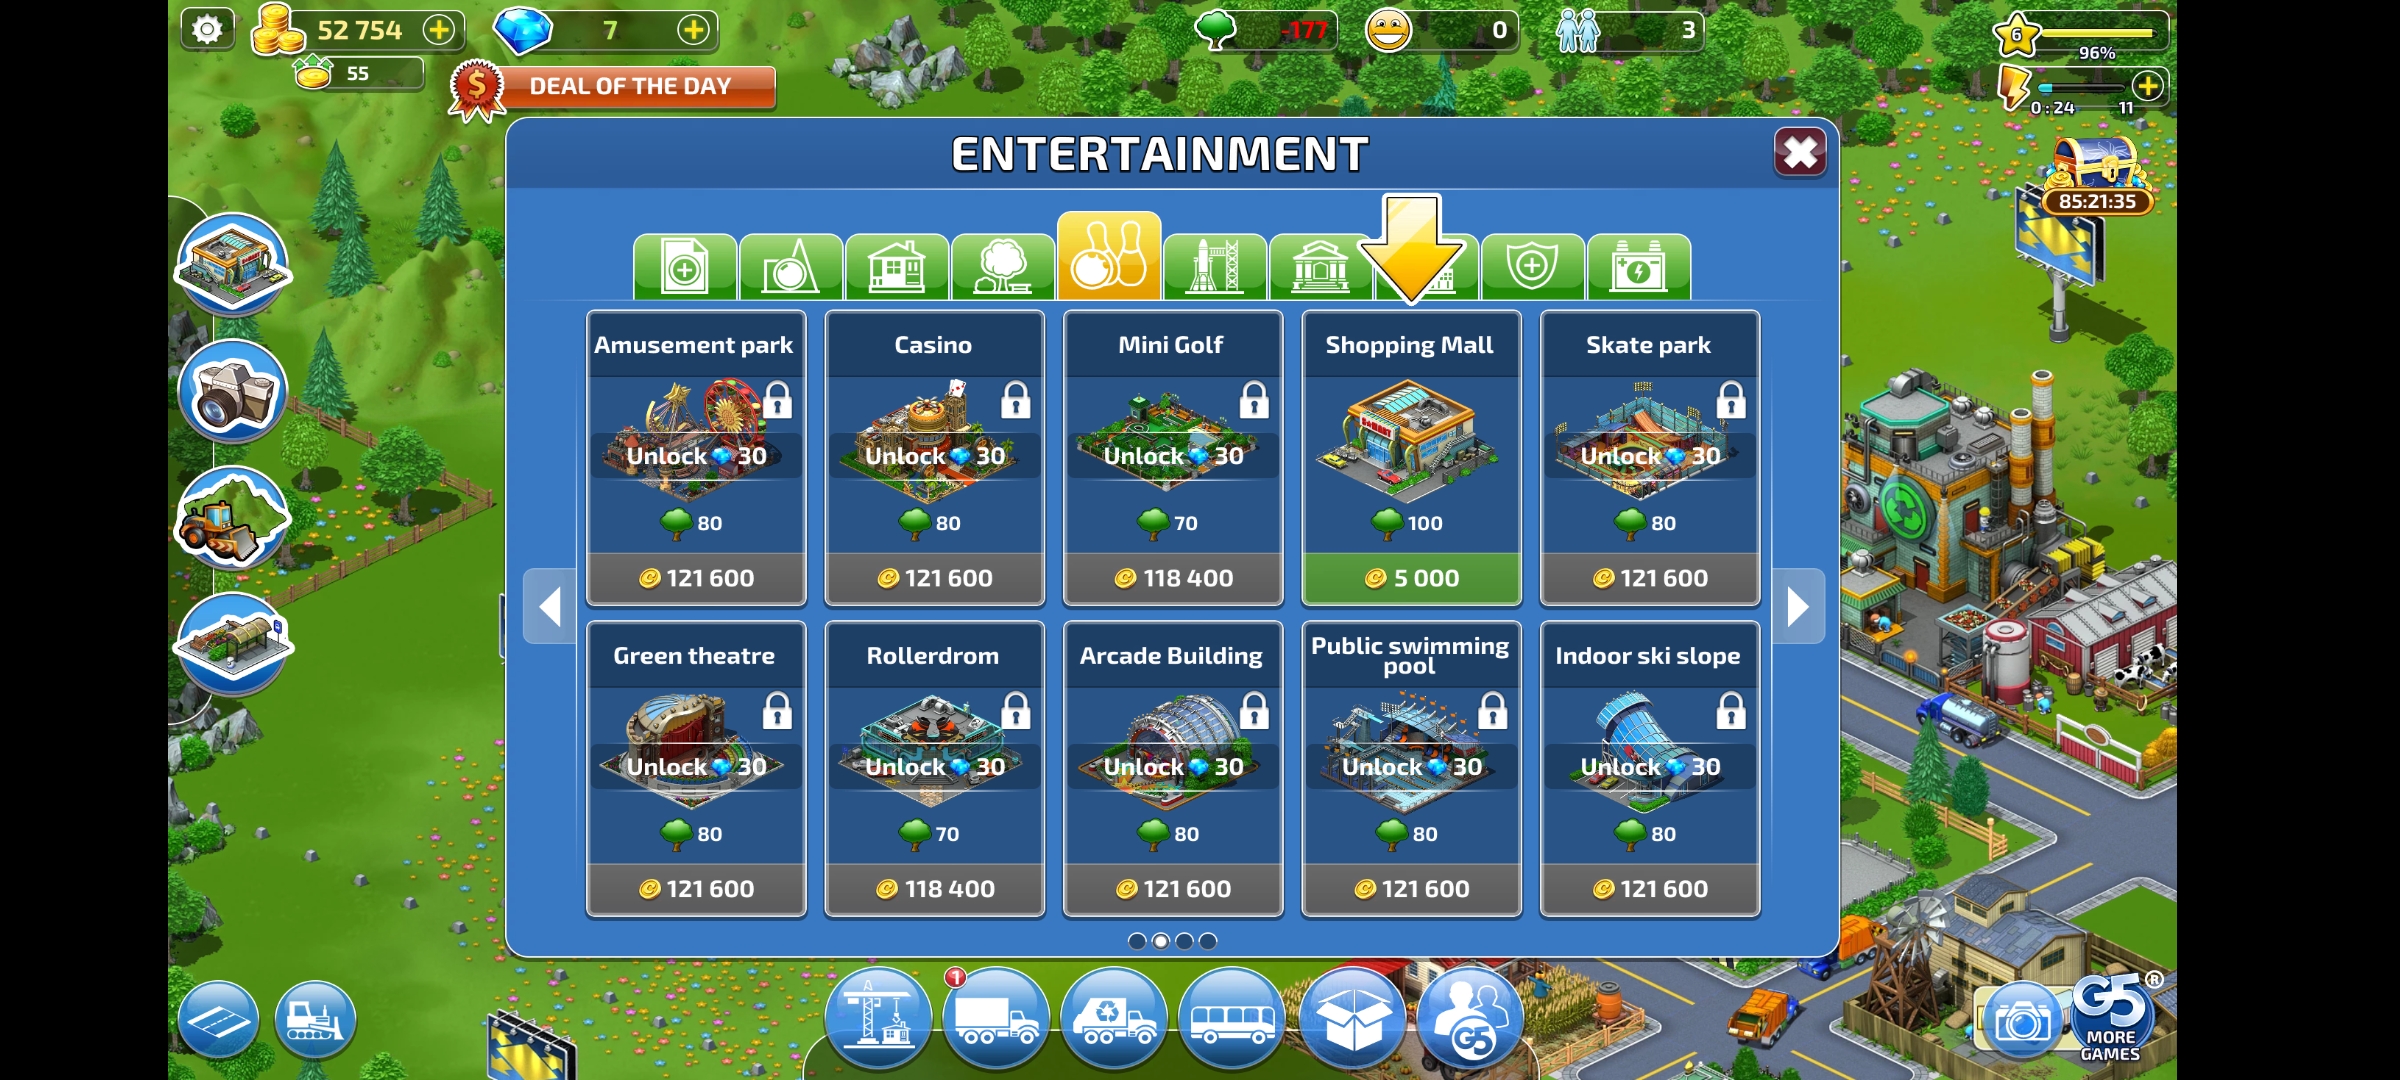 52 754
7
-177
0
3
6
96%
55
DEAL OF THE DAY
0:24
11
85:21:35
ENTERTAINMENT
Amusement park
Casino
Mini Golf
Shopping Mall
Skate park
Unlock 30
Unlock 30
Unlock 30
Unlock 30
80
80
70
100
80
121 600
121 600
118 400
5 000
121 600
Green theatre
Rollerdrom
Arcade Building
Public swimming
pool
Indoor ski slope
Unlock 30
Unlock 30
Unlock 30
Unlock 30
Unlock 30
80
70
80
80
80
121 600
118 400
121 600
121 600
121 600
1
G5
G5®
MORE
GAMES